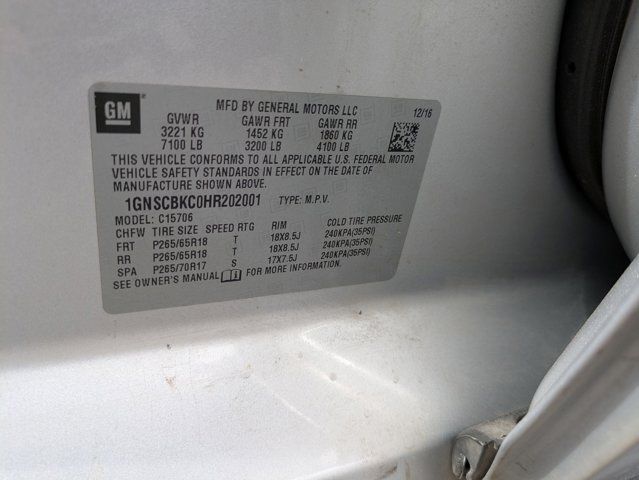 GM
MFD BY GENERAL MOTORS LLC 12/16
GVWR GAWR FRT GAWR RR
3221 KG 1452 KG 1860 KG
7100 LB 3200 LB 4100 LB
THIS VEHICLE CONFORMS TO ALL APPLICABLE U.S. FEDERAL MOTOR
VEHICLE SAFETY STANDARDS IN EFFECT ON THE DATE OF
MANUFACTURE SHOWN ABOVE.
1GNSCBKC0HR202001 TYPE: M.P.V.
MODEL: C15706
CHFW TIRE SIZE SPEED RTG RIM COLD TIRE PRESSURE
FRT P265/65R18 T 18X8.5J 240KPA(35PSI)
RR P265/65R18 T 18X8.5J 240KPA(35PSI)
SPA P265/70R17 S 17X7.5J 240KPA(35PSI)
SEE OWNER'S MANUAL FOR MORE INFORMATION.